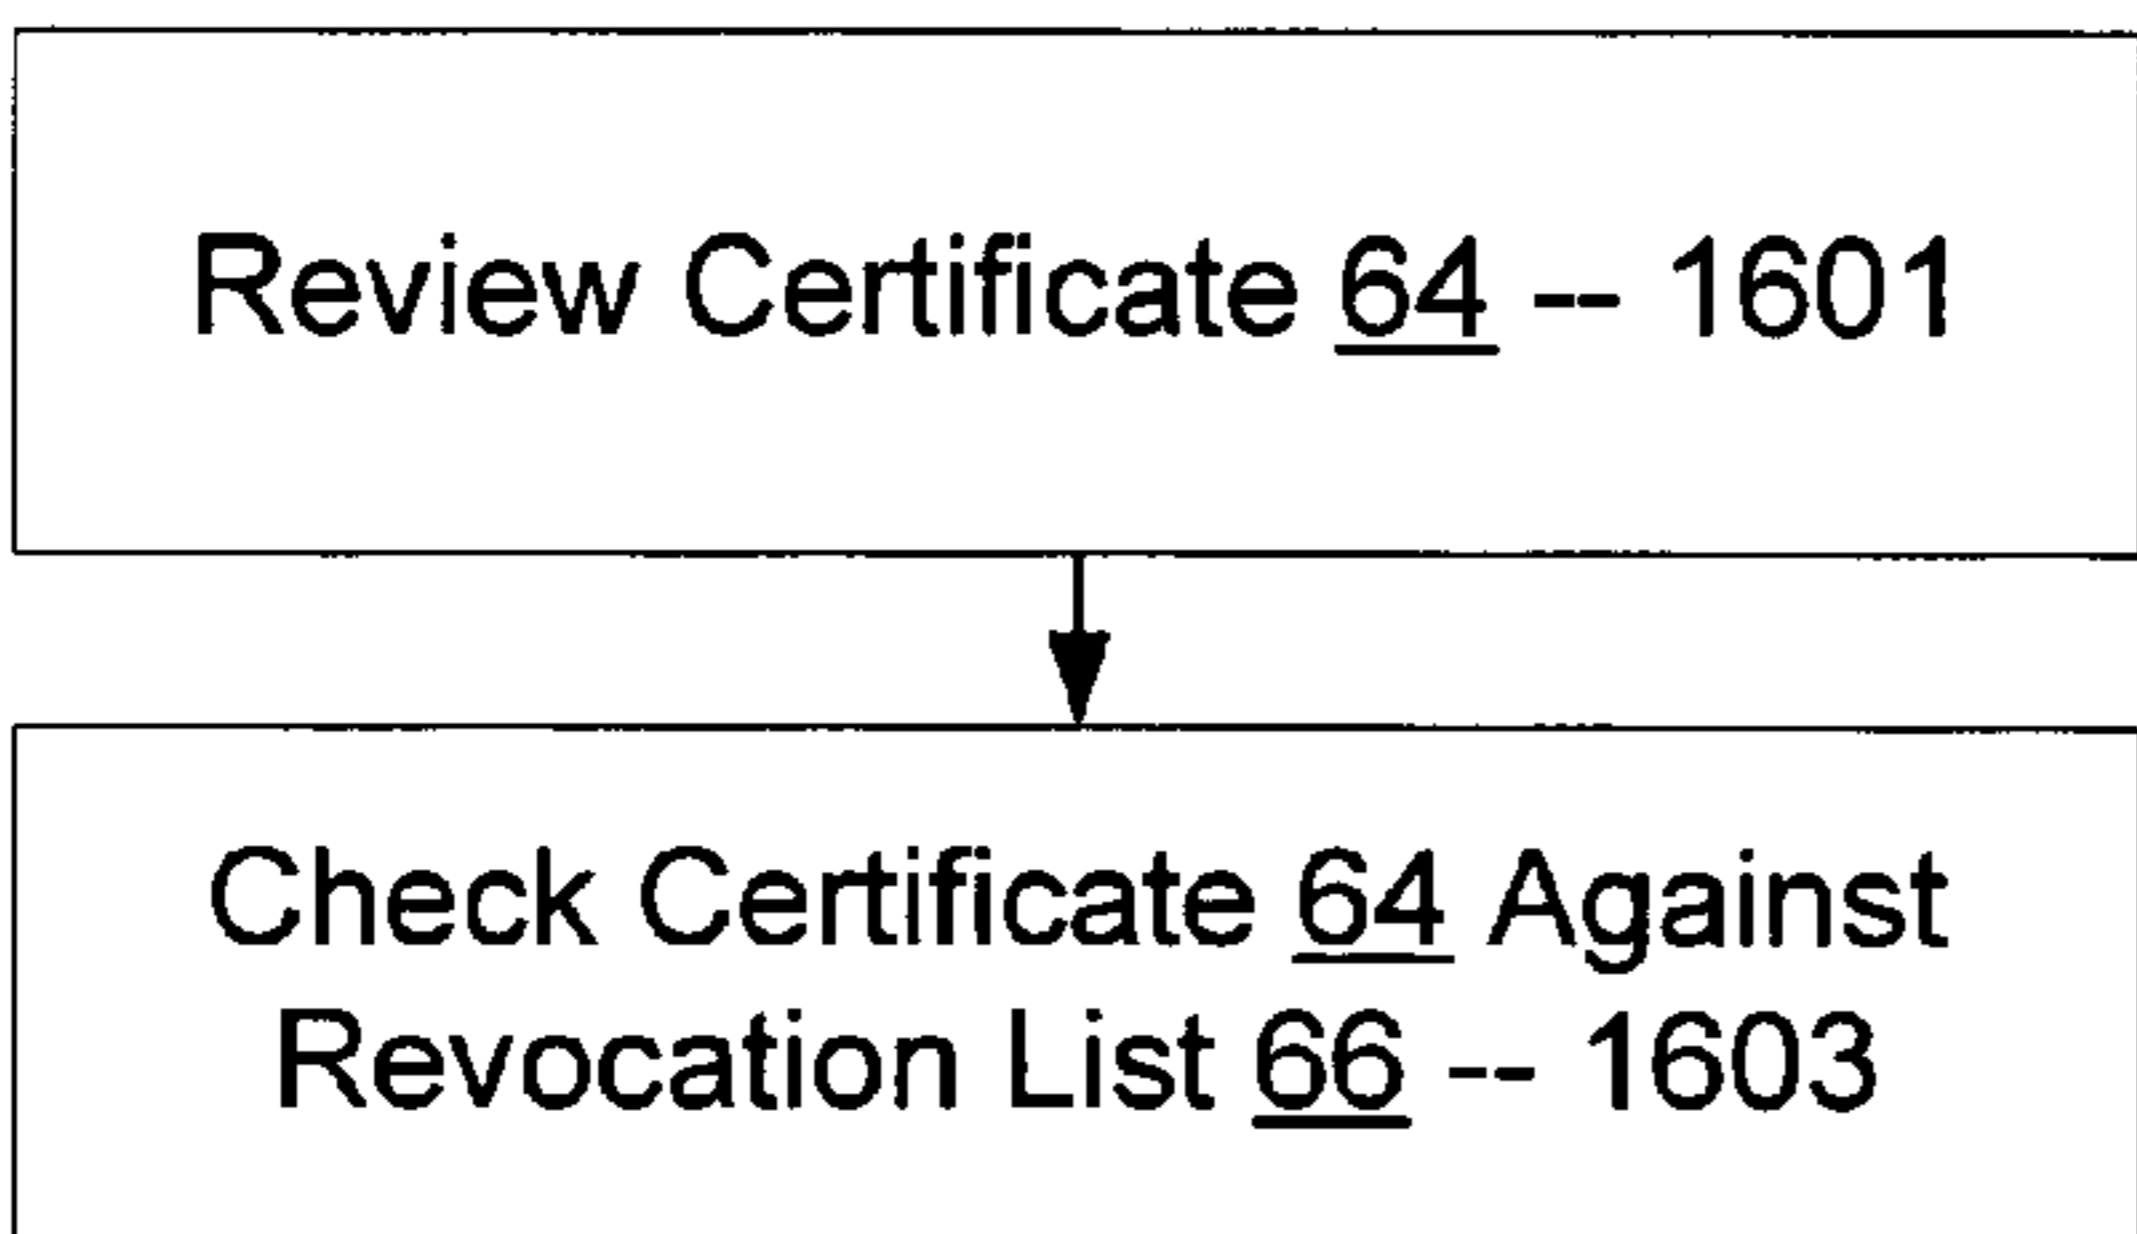 Review Certificate 64 -- 1601
Check Certificate 64 Against
Revocation List 66 -- 1603